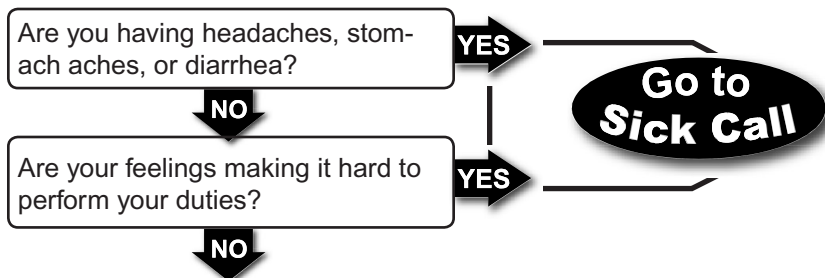 Are you having headaches, stom-
ach aches, or diarrhea?
YES
NO
Go to
Sick Call
Are your feelings making it hard to
perform your duties?
YES
NO